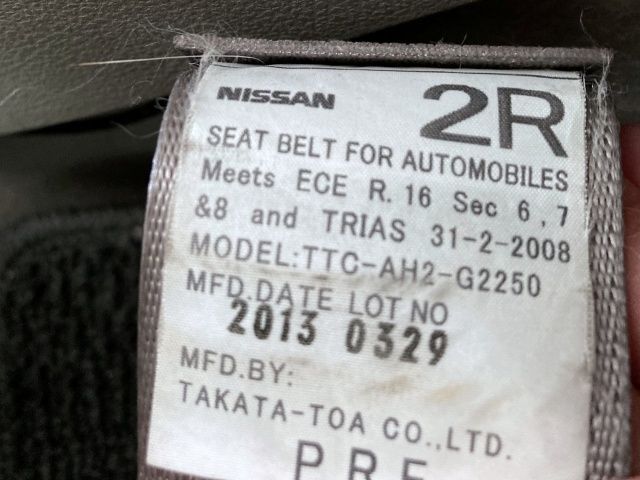 NISSAN 2R
SEAT BELT FOR AUTOMOBILES
Meets ECE R.16 Sec 6,7
&8 and TRIAS 31-2-2008
MODEL:TTC-AH2-G2250
MFD.DATE LOT NO
2013 0329
MFD.BY:
TAKATA-TOA CO.,LTD.
PRE